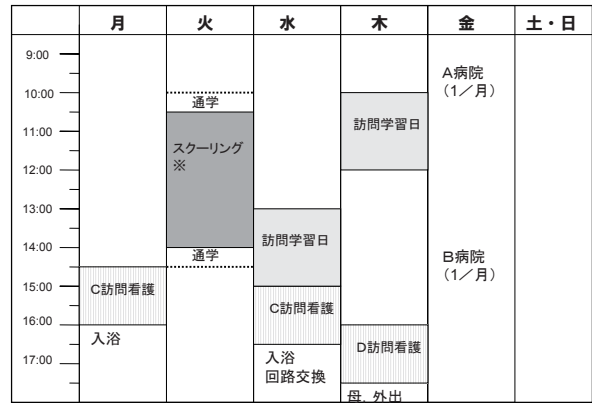 月 火 水 木 金 土・日
9:00
10:00
11:00
12:00
13:00
14:00
15:00
16:00
17:00
C訪問看護
入浴
通学
スクーリング
※
通学
訪問学習日
C訪問看護
入浴
回路交換
訪問学習日
D訪問看護
母，外出
A病院
（1／月）
B病院
（1／月）